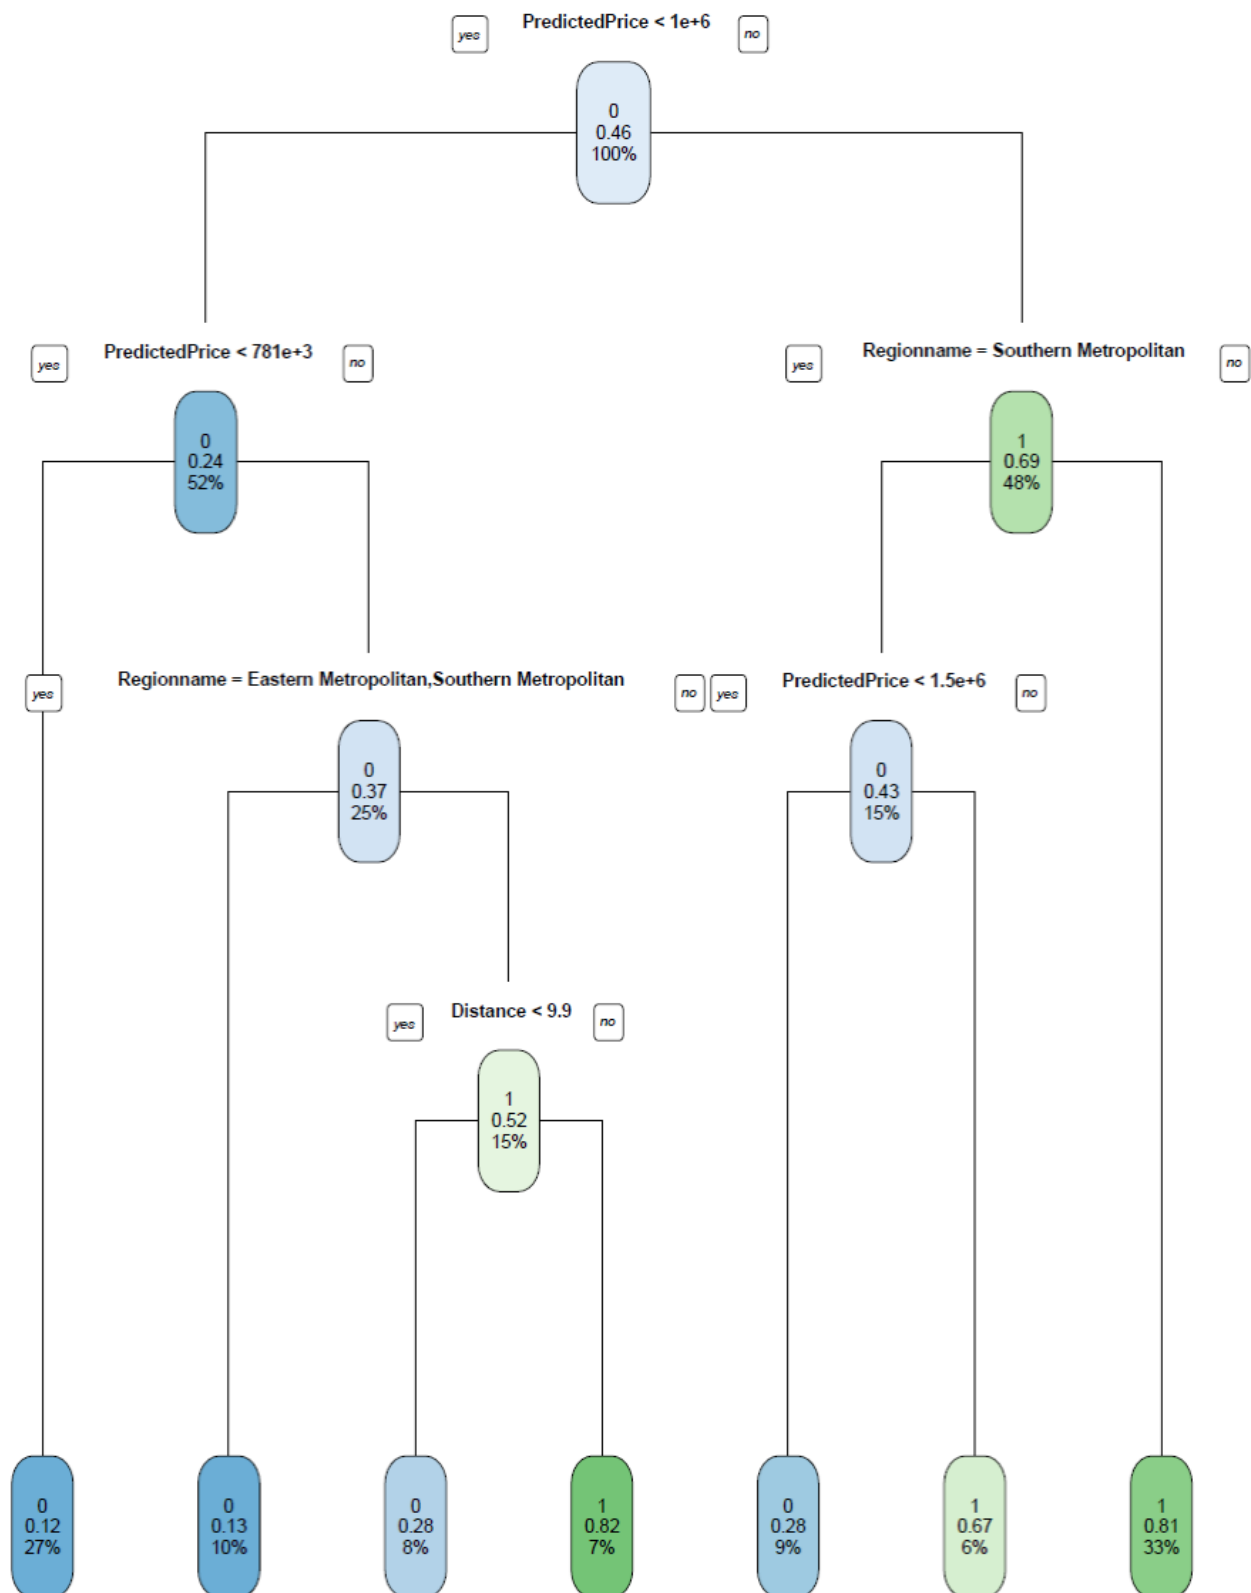 PredictedPrice < 1e+6
yes
no
0
0.46
100%
yes
PredictedPrice < 781e+3
no
yes
Regionname = Southern Metropolitan
no
0
0.24
52%
1
0.69
48%
yes
Regionname = Eastern Metropolitan,Southern Metropolitan
no
yes
PredictedPrice < 1.5e+6
no
0
0.37
25%
0
0.43
15%
yes
Distance < 9.9
no
1
0.52
15%
0
0.12
27%
0
0.13
10%
0
0.28
8%
1
0.82
7%
0
0.28
9%
1
0.67
6%
1
0.81
33%